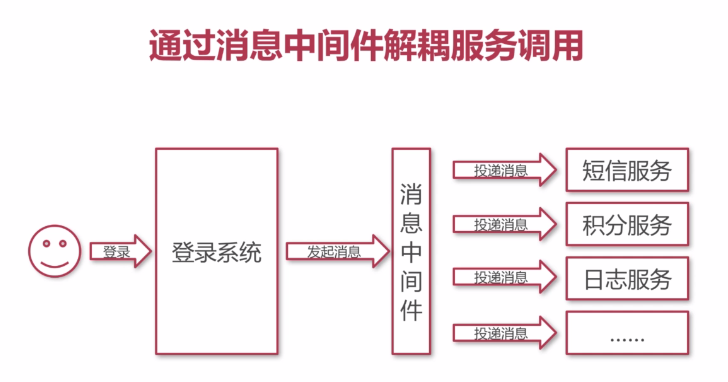 通过消息中间件解耦服务调用
登录
登录系统
发起消息
消息中间件
投递消息
短信服务
投递消息
积分服务
投递消息
日志服务
投递消息
......